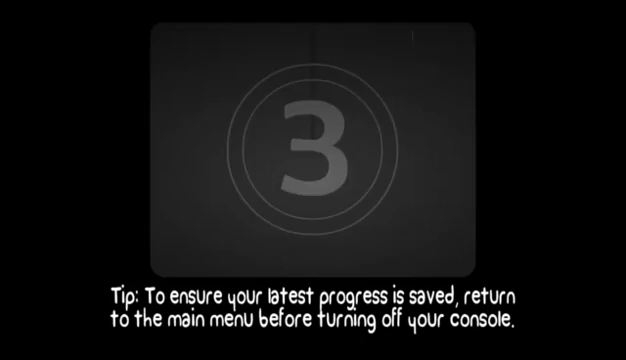 3
Tip: To ensure your latest progress is saved, return
to the main menu before turning off your console.